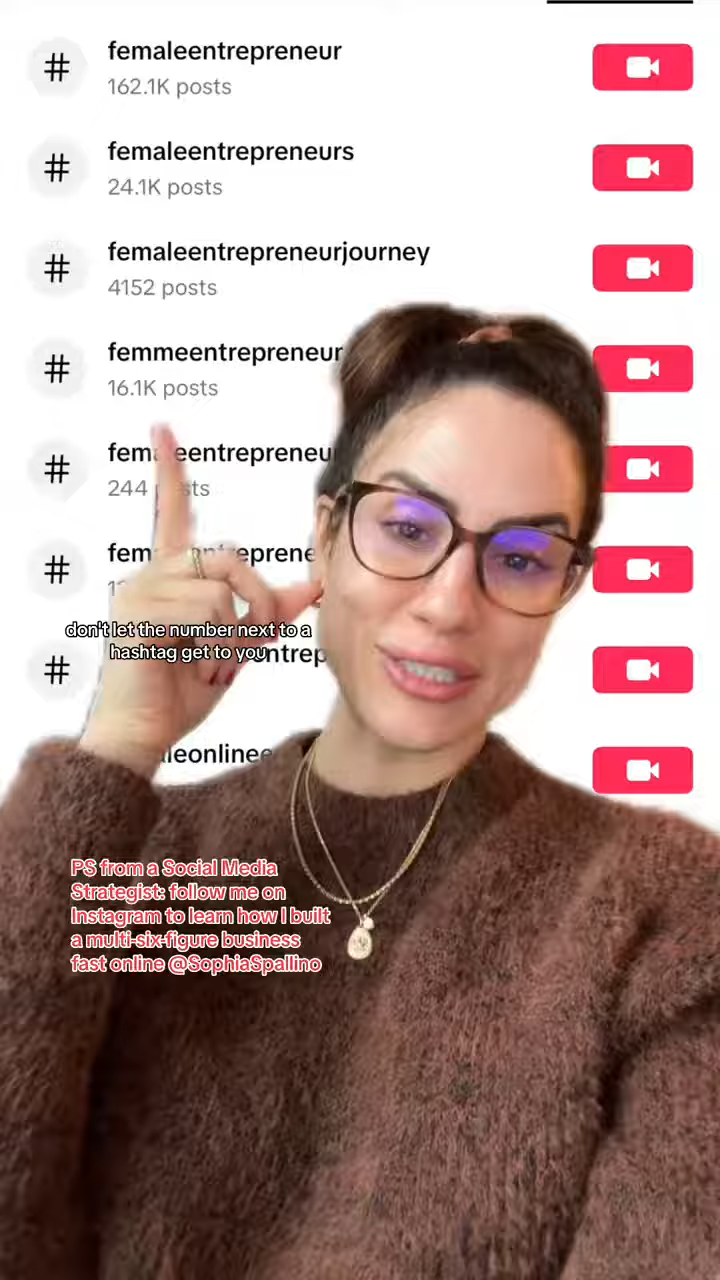 # femaleentrepreneur
162.1K posts
# femaleentrepreneurs
24.1K posts
# femaleentrepreneurjourney
4152 posts
# femmeentrepreneur
16.1K posts
#
244
#
#
don't let the number next to a
hashtag get to you
PS from a Social Media
Strategist: follow me on
Instagram to learn how I built
a multi-six-figure business
fast online @SophiaSpallino